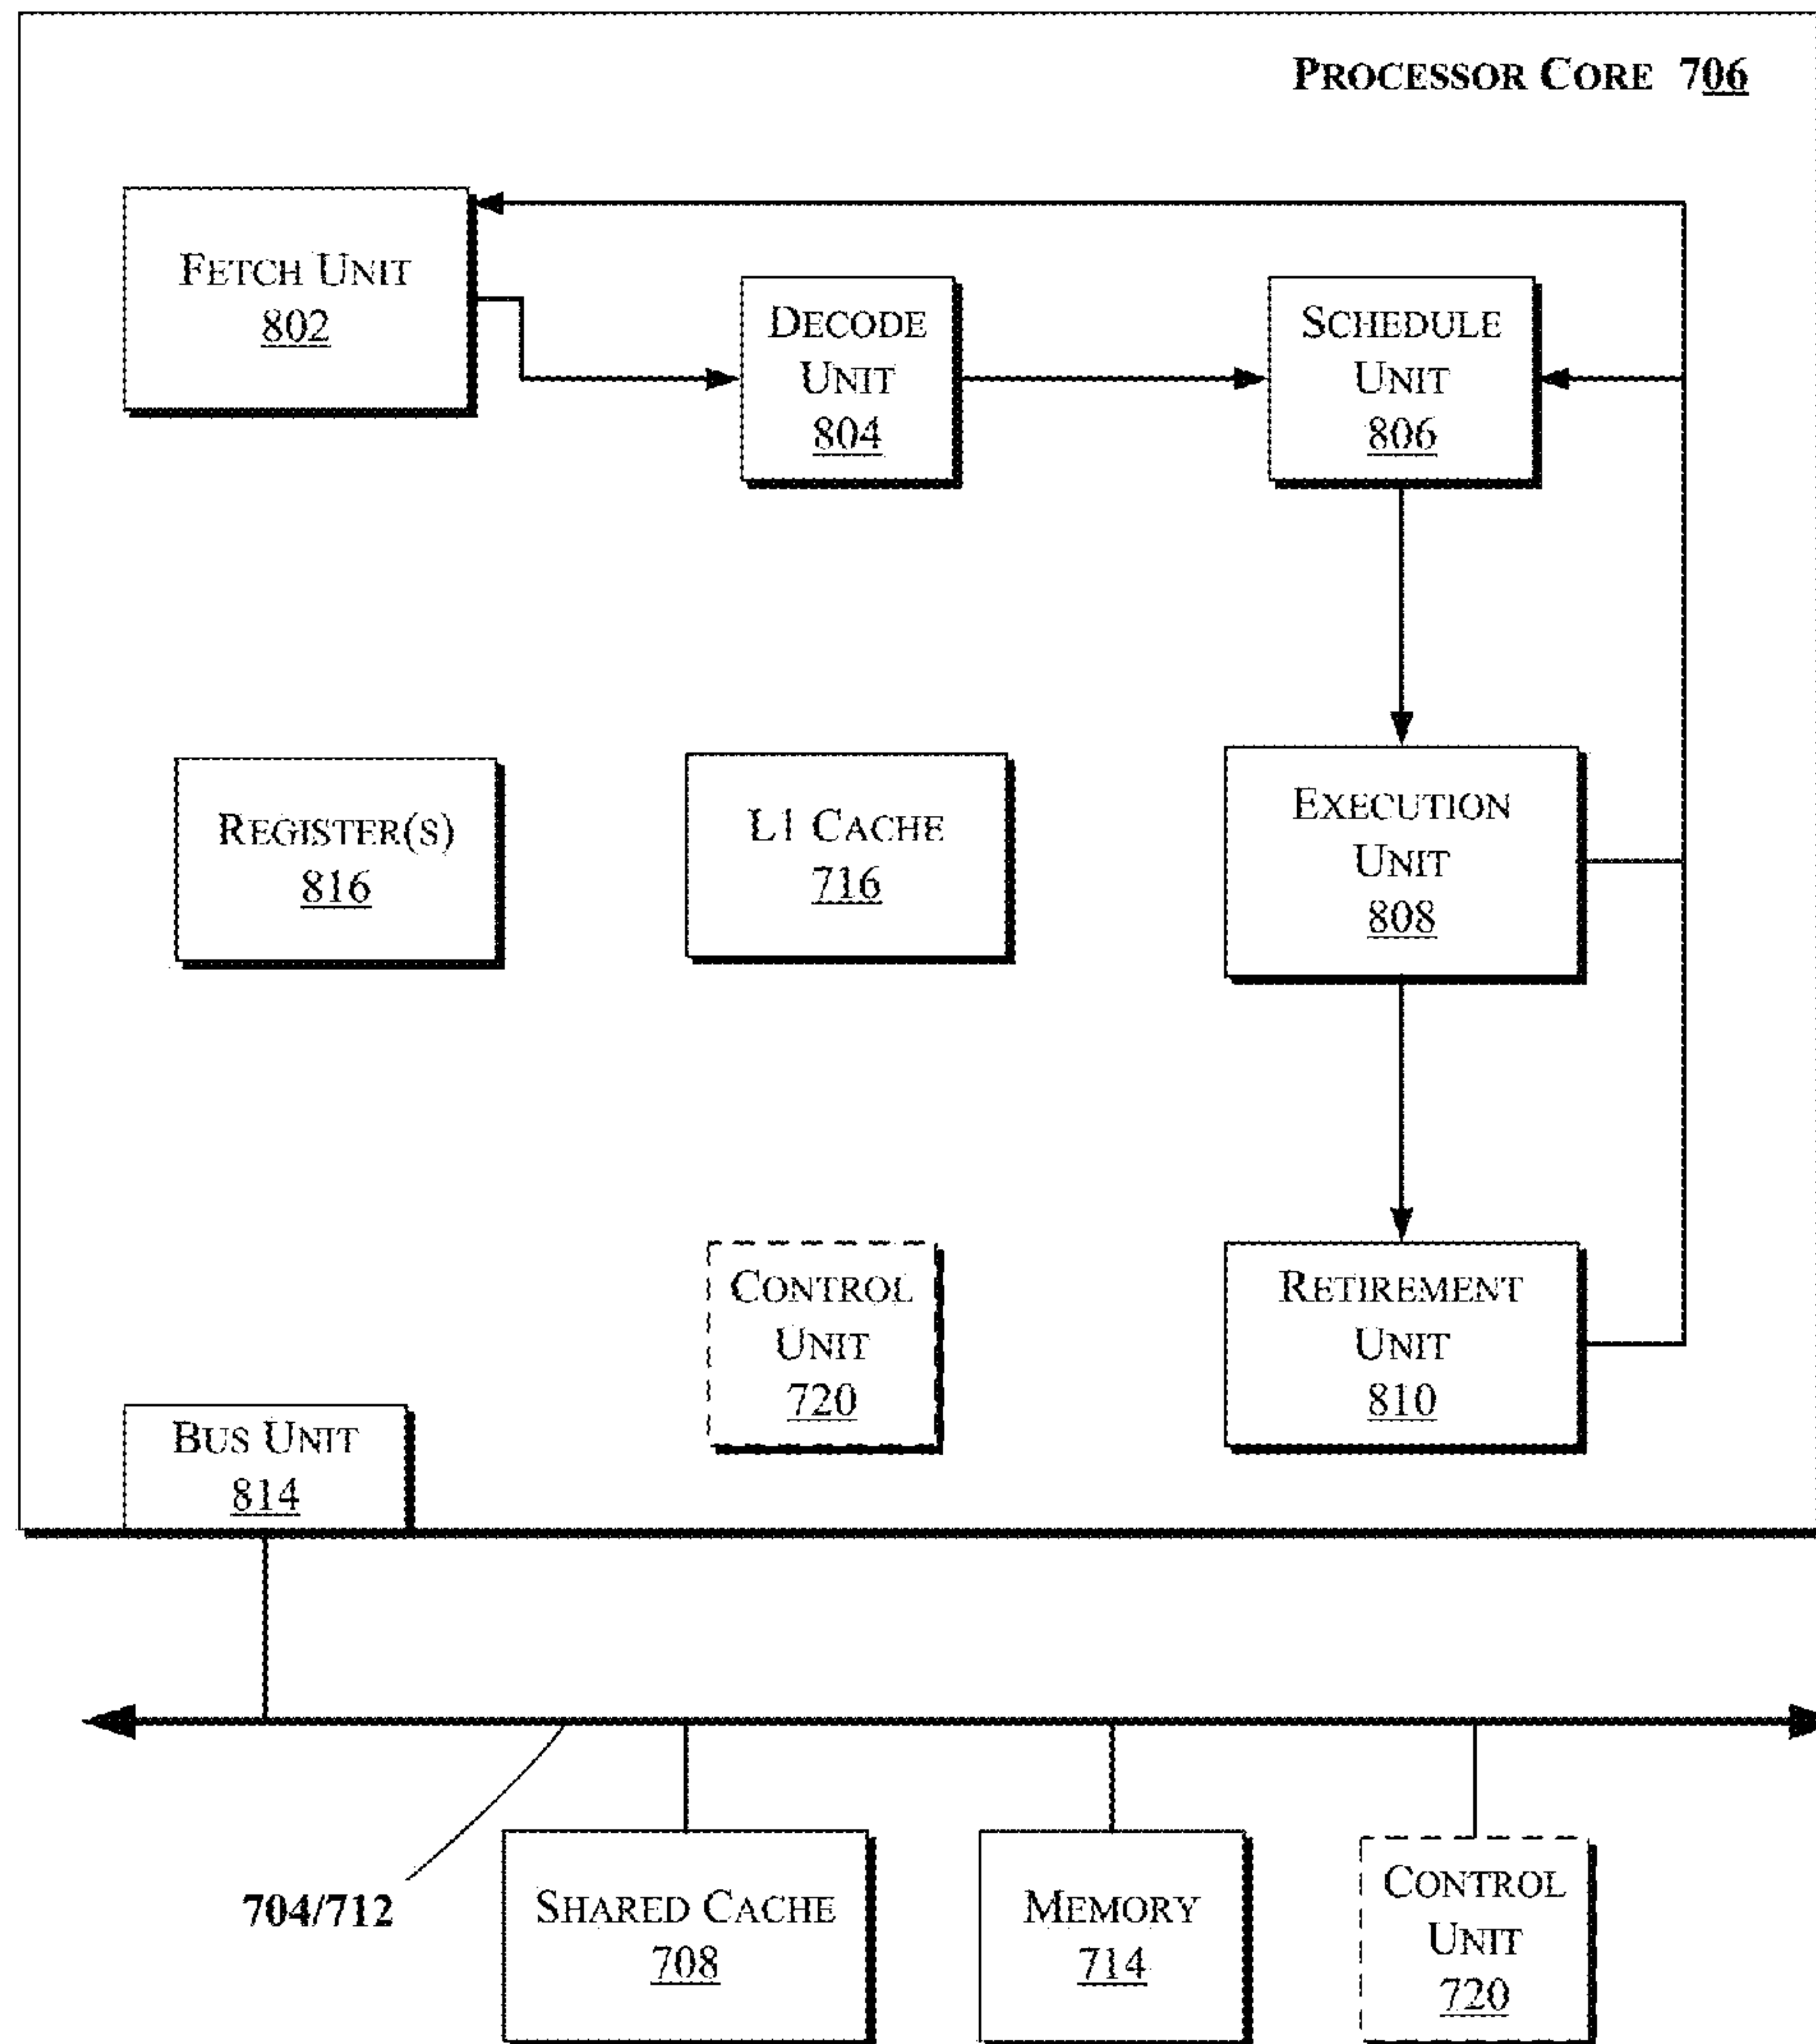 PROCESSOR CORE 706
FETCH UNIT
802
DECODE
UNIT
804
SCHEDULE
UNIT
806
REGISTER(S)
816
L1 CACHE
716
EXECUTION
UNIT
808
CONTROL
UNIT
720
RETIREMENT
UNIT
810
BUS UNIT
814
704/712
SHARED CACHE
708
MEMORY
714
CONTROL
UNIT
720